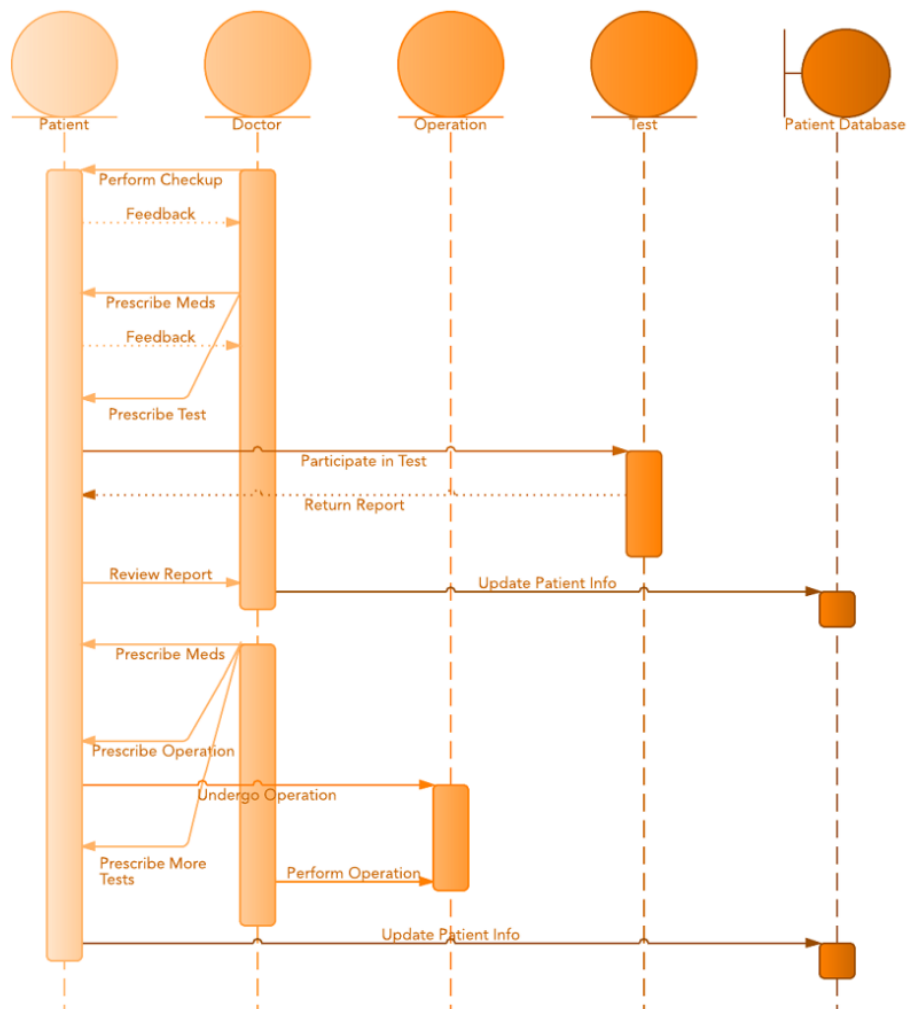 Patient
Doctor
Operation
Test
Patient Database
Perform Checkup
Feedback
Prescribe Meds
Feedback
Prescribe Test
Participate in Test
Return Report
Review Report
Update Patient Info
Prescribe Meds
Prescribe Operation
Undergo Operation
Prescribe More
Tests
Perform Operation
Update Patient Info